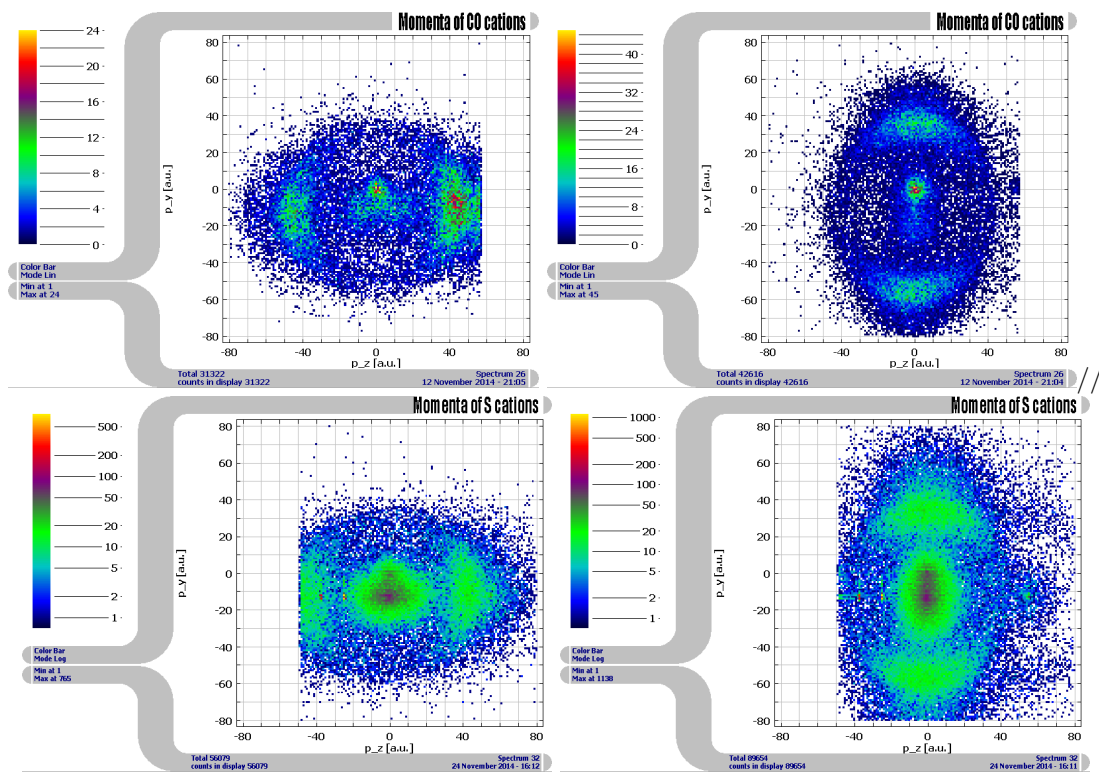 Momenta of CO cations
24
20
16
12
8
4
0
Color Bar
Mode Lin
Min at 1
Max at 24
p_y [a.u.]
80
60
40
20
0
-20
-40
-60
-80
-80 -40 0 40 80
p_z [a.u.]
Total 31322
counts in display 31322
Spectrum 26
12 November 2014 - 21:05
Momenta of CO cations
40
32
24
16
8
0
Color Bar
Mode Lin
Min at 1
Max at 45
p_y [a.u.]
80
60
40
20
0
-20
-40
-60
-80
-80 -40 0 40 80
p_z [a.u.]
Total 42616
counts in display 42616
Spectrum 26
12 November 2014 - 21:04
Momenta of S cations
500
200
100
50
20
10
5
2
1
Color Bar
Mode Log
Min at 1
Max at 765
p_y [a.u.]
80
60
40
20
0
-20
-40
-60
-80
-80 -40 0 40 80
p_z [a.u.]
Total 56079
counts in display 56079
Spectrum 32
24 November 2014 - 16:12
Momenta of S cations
1000
500
200
100
50
20
10
5
2
1
Color Bar
Mode Log
Min at 1
Max at 1138
p_y [a.u.]
80
60
40
20
0
-20
-40
-60
-80
-80 -40 0 40 80
p_z [a.u.]
Total 89654
counts in display 89654
Spectrum 32
24 November 2014 - 16:11